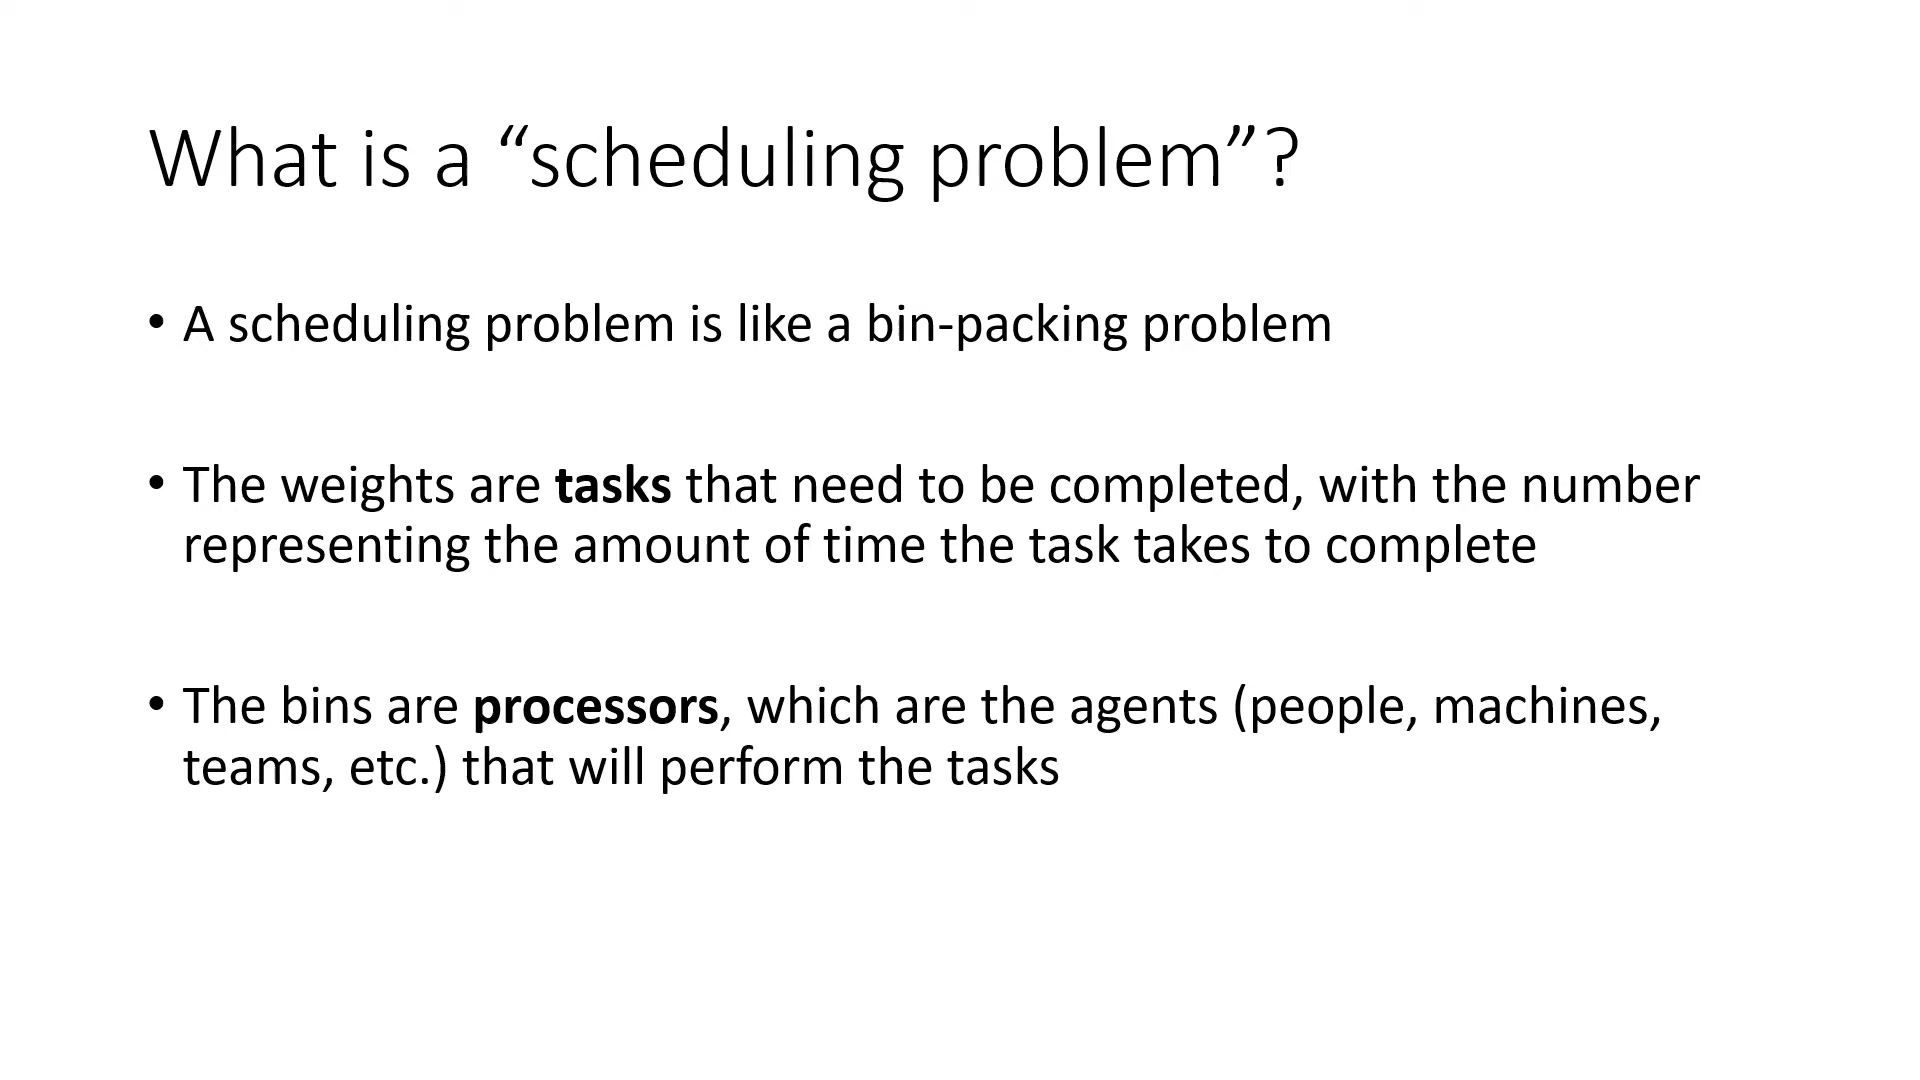 What is a “scheduling problem”?
• A scheduling problem is like a bin-packing problem
• The weights are tasks that need to be completed, with the number
representing the amount of time the task takes to complete
• The bins are processors, which are the agents (people, machines,
teams, etc.) that will perform the tasks